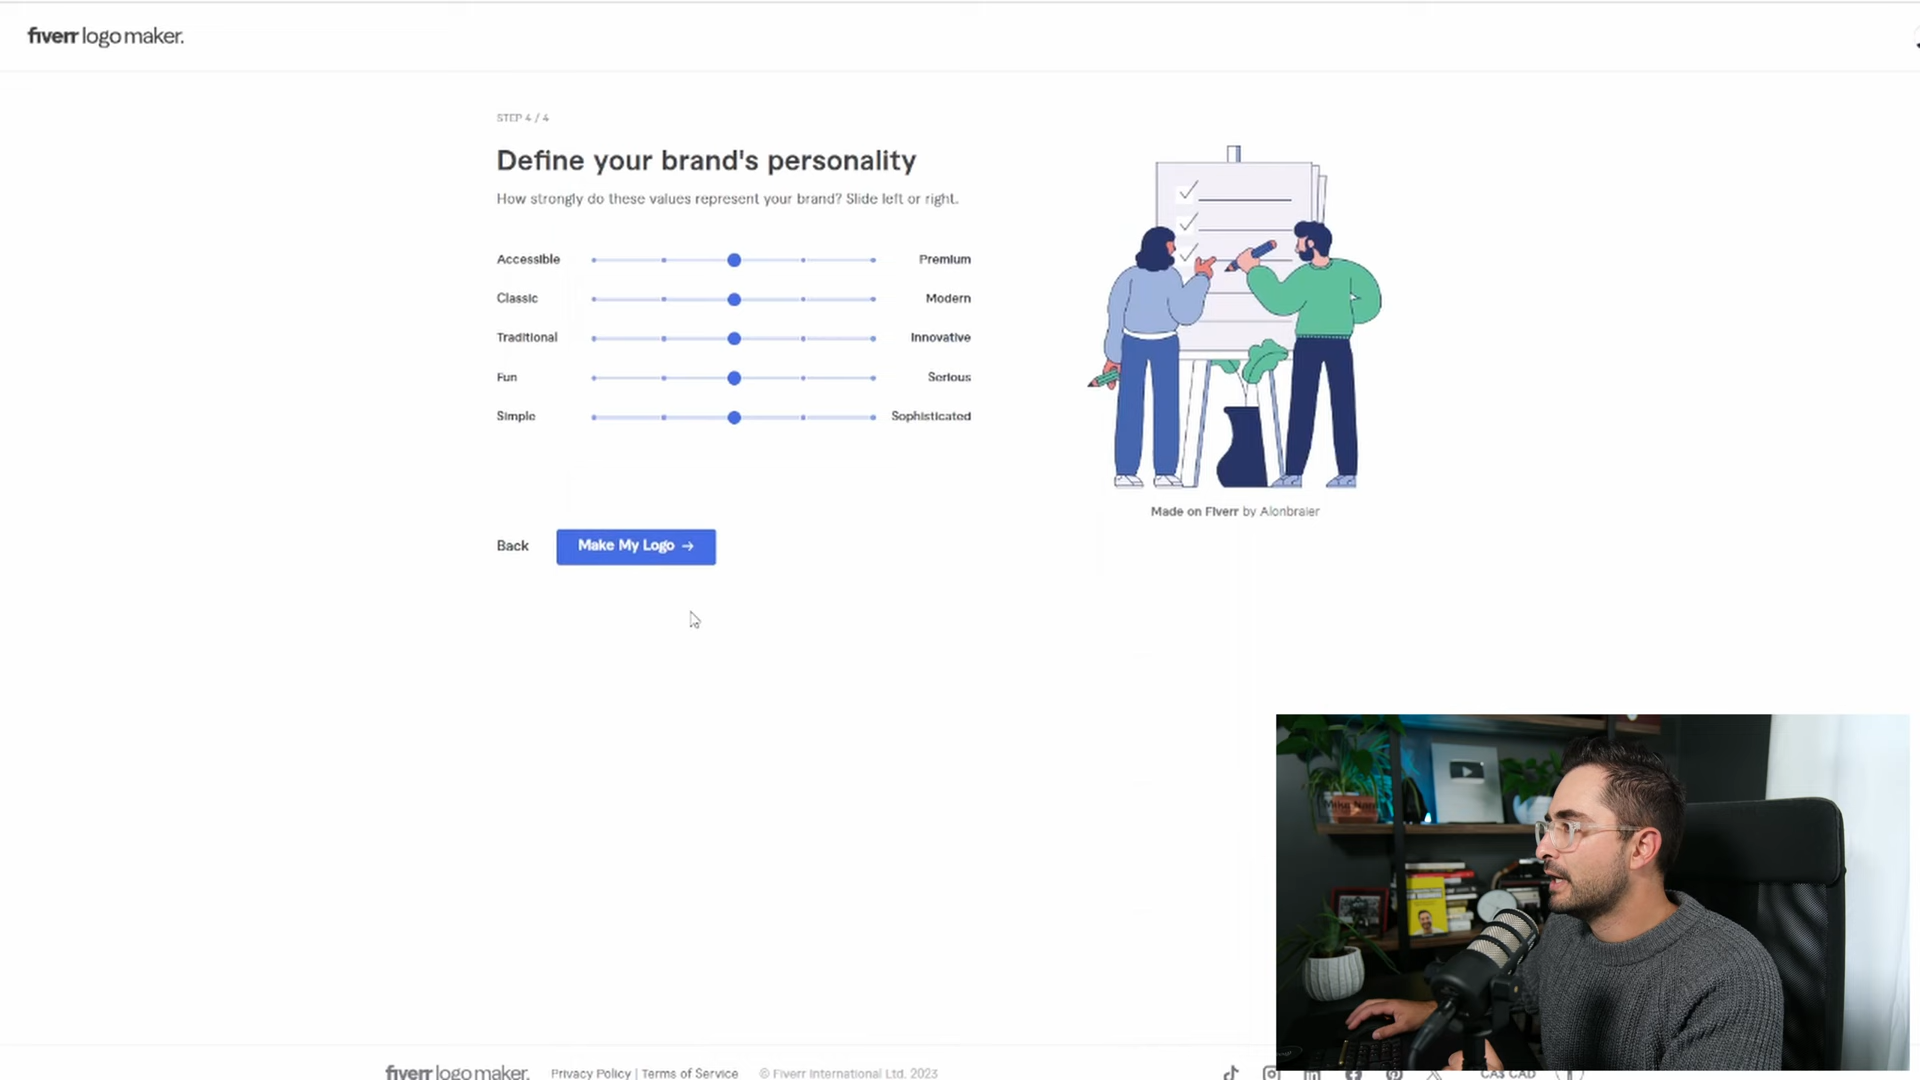 fiverr logo maker.
STEP 4 / 4
Define your brand's personality
How strongly do these values represent your brand? Slide left or right.
Accessible Premium
Classic Modern
Traditional Innovative
Fun Serious
Simple Sophisticated
Made on Fiverr by Alonbraier
Back Make My Logo →
fiverr logo maker. Privacy Policy | Terms of Service © Fiverr International Ltd. 2023
CA$ CAD